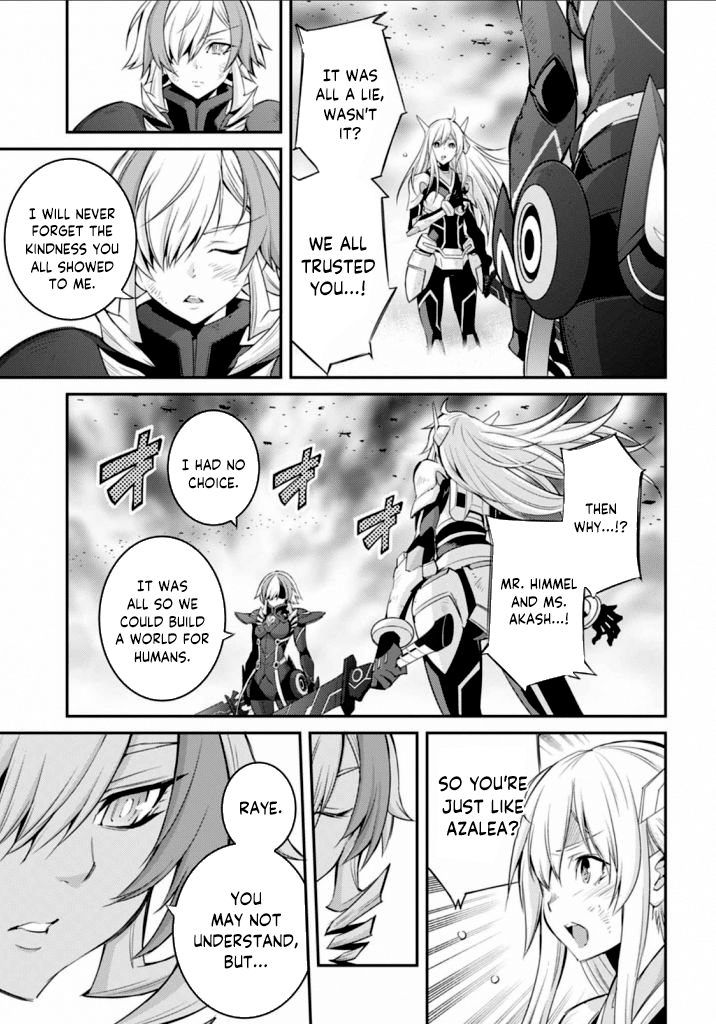 IT WAS
ALL A LIE,
WASN'T
IT?
WE ALL
TRUSTED
YOU...!
I WILL NEVER
FORGET THE
KINDNESS YOU
ALL SHOWED
TO ME.
THEN
WHY...!?
MR. HIMMEL
AND MS.
AKASH...!
I HAD NO
CHOICE.
IT WAS
ALL SO WE
COULD BUILD
A WORLD FOR
HUMANS.
オ
オ
オ
SO YOU'RE
JUST LIKE
AZALEA?
RAYE.
YOU
MAY NOT
UNDERSTAND,
BUT...